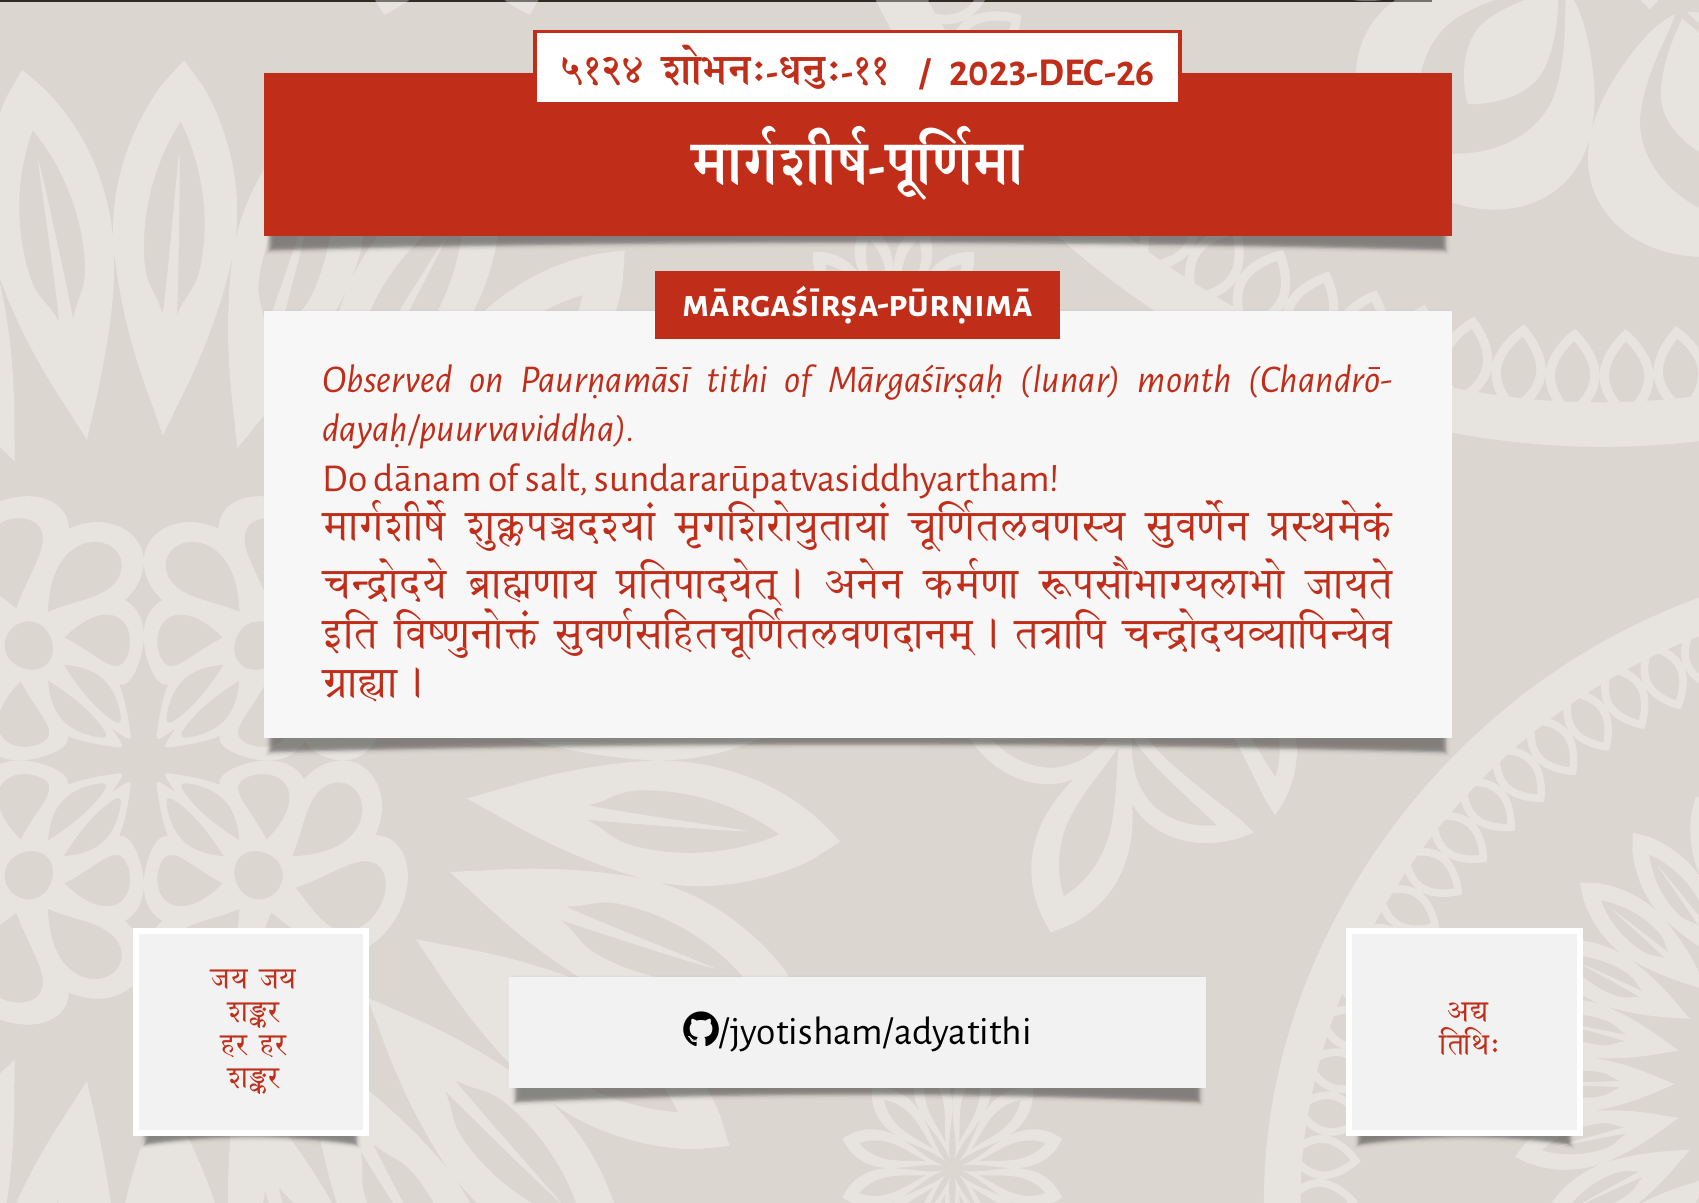 ५१२४ शोभनः-धनुः-११ / 2023-DEC-26
मार्गशीर्ष-पूर्णिमा
MĀRGAŚĪRṢA-PŪRṆIMĀ
Observed on Paurṇamāsī tithi of Mārgaśīrṣaḥ (lunar) month (Chandrō-
dayaḥ/puurvaviddha).
Do dānam of salt, sundararūpatvasiddhyartham!
मार्गशीर्षे शुक्लपञ्चदश्यां मृगशिरोयुतायां चूर्णितलवणस्य सुवर्णेन प्रस्थमेकं
चन्द्रोदये ब्राह्मणाय प्रतिपादयेत्। अनेन कर्मणा रूपसौभाग्यलाभो जायते
इति विष्णुनोक्तं सुवर्णसहितचूर्णितलवणदानम्। तत्रापि चन्द्रोदयव्यापिन्येव
ग्राह्या।
जय जय
शङ्कर
हर हर
शङ्कर
/jyotisham/adyatithi
अद्य
तिथिः